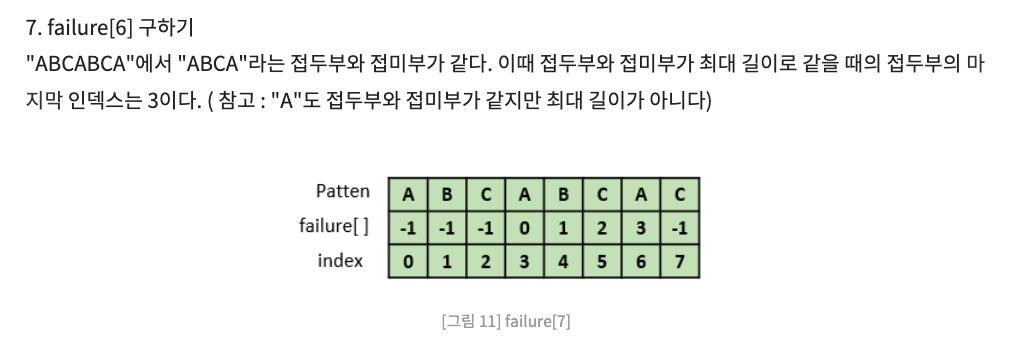 7. failure[6] 구하기
"ABCABCA"에서 "ABCA"라는 접두부와 접미부가 같다. 이때 접두부와 접미부가 최대 길이로 같을 때의 접두부의 마
지막 인덱스는 3이다. ( 참고 : "A"도 접두부와 접미부가 같지만 최대 길이가 아니다)
Patten A B C A B C A C
failure[ ] -1 -1 -1 0 1 2 3 -1
index 0 1 2 3 4 5 6 7
[그림 11] failure[7]